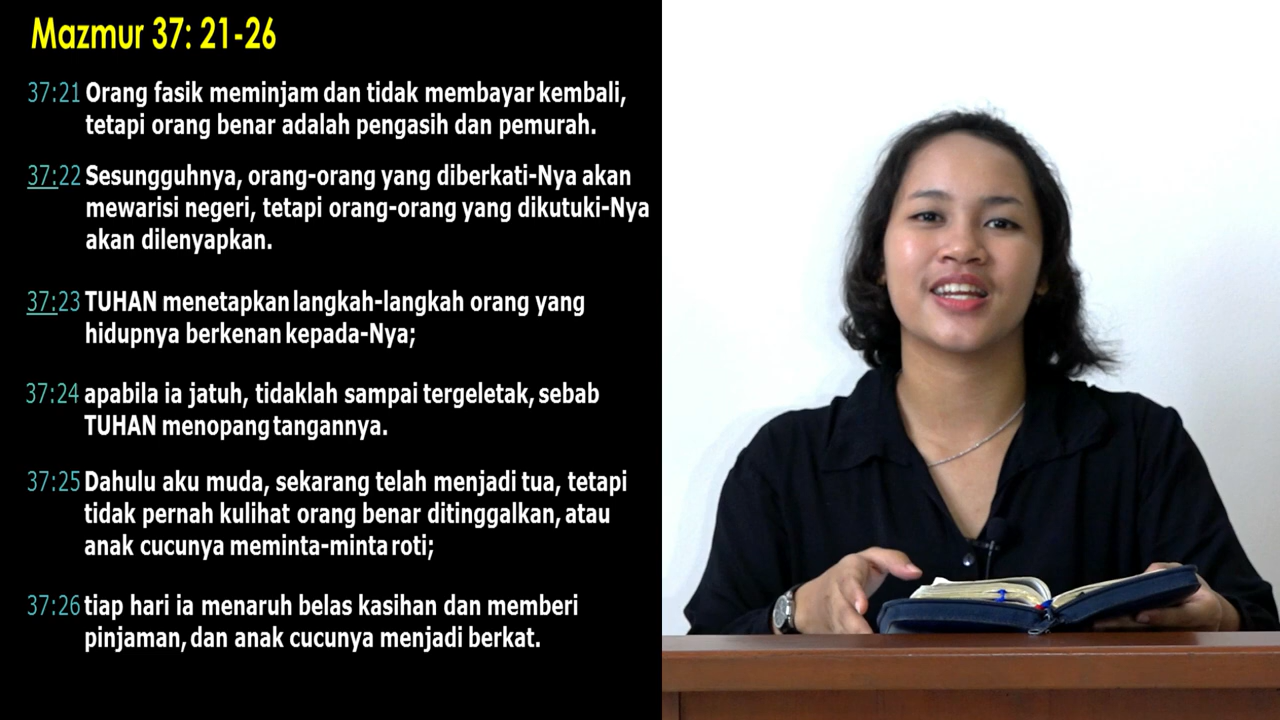 Mazmur 37: 21-26
37:21 Orang fasik meminjam dan tidak membayar kembali,
tetapi orang benar adalah pengasih dan pemurah.
37:22 Sesungguhnya, orang-orang yang diberkati-Nya akan
mewarisi negeri, tetapi orang-orang yang dikutuki-Nya
akan dilenyapkan.
37:23 TUHAN menetapkan langkah-langkah orang yang
hidupnya berkenan kepada-Nya;
37:24 apabila ia jatuh, tidaklah sampai tergeletak, sebab
TUHAN menopang tangannya.
37:25 Dahulu aku muda, sekarang telah menjadi tua, tetapi
tidak pernah kulihat orang benar ditinggalkan, atau
anak cucunya meminta-minta roti;
37:26 tiap hari ia menaruh belas kasihan dan memberi
pinjaman, dan anak cucunya menjadi berkat.